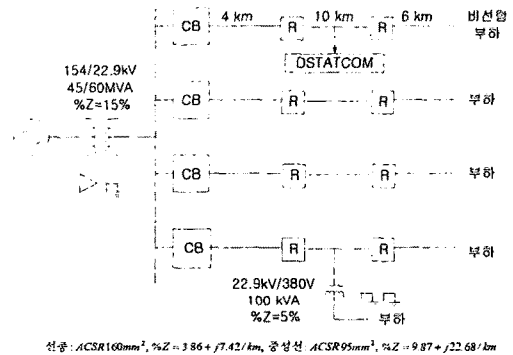 CB 4 km R 10 km R 6 km 비선형
부하
DSTATCOM
154/22.9kV
45/60MVA
%Z=15%
CB R R 부하
CB R R 부하
CB R R 부하
22.9kV/380V
100 kVA
%Z=5%
부하
전공: ACSR160mm², %Z = 3.86 + j7.42/km, 중성선: ACSR95mm², %Z = 9.87 + j22.68/km